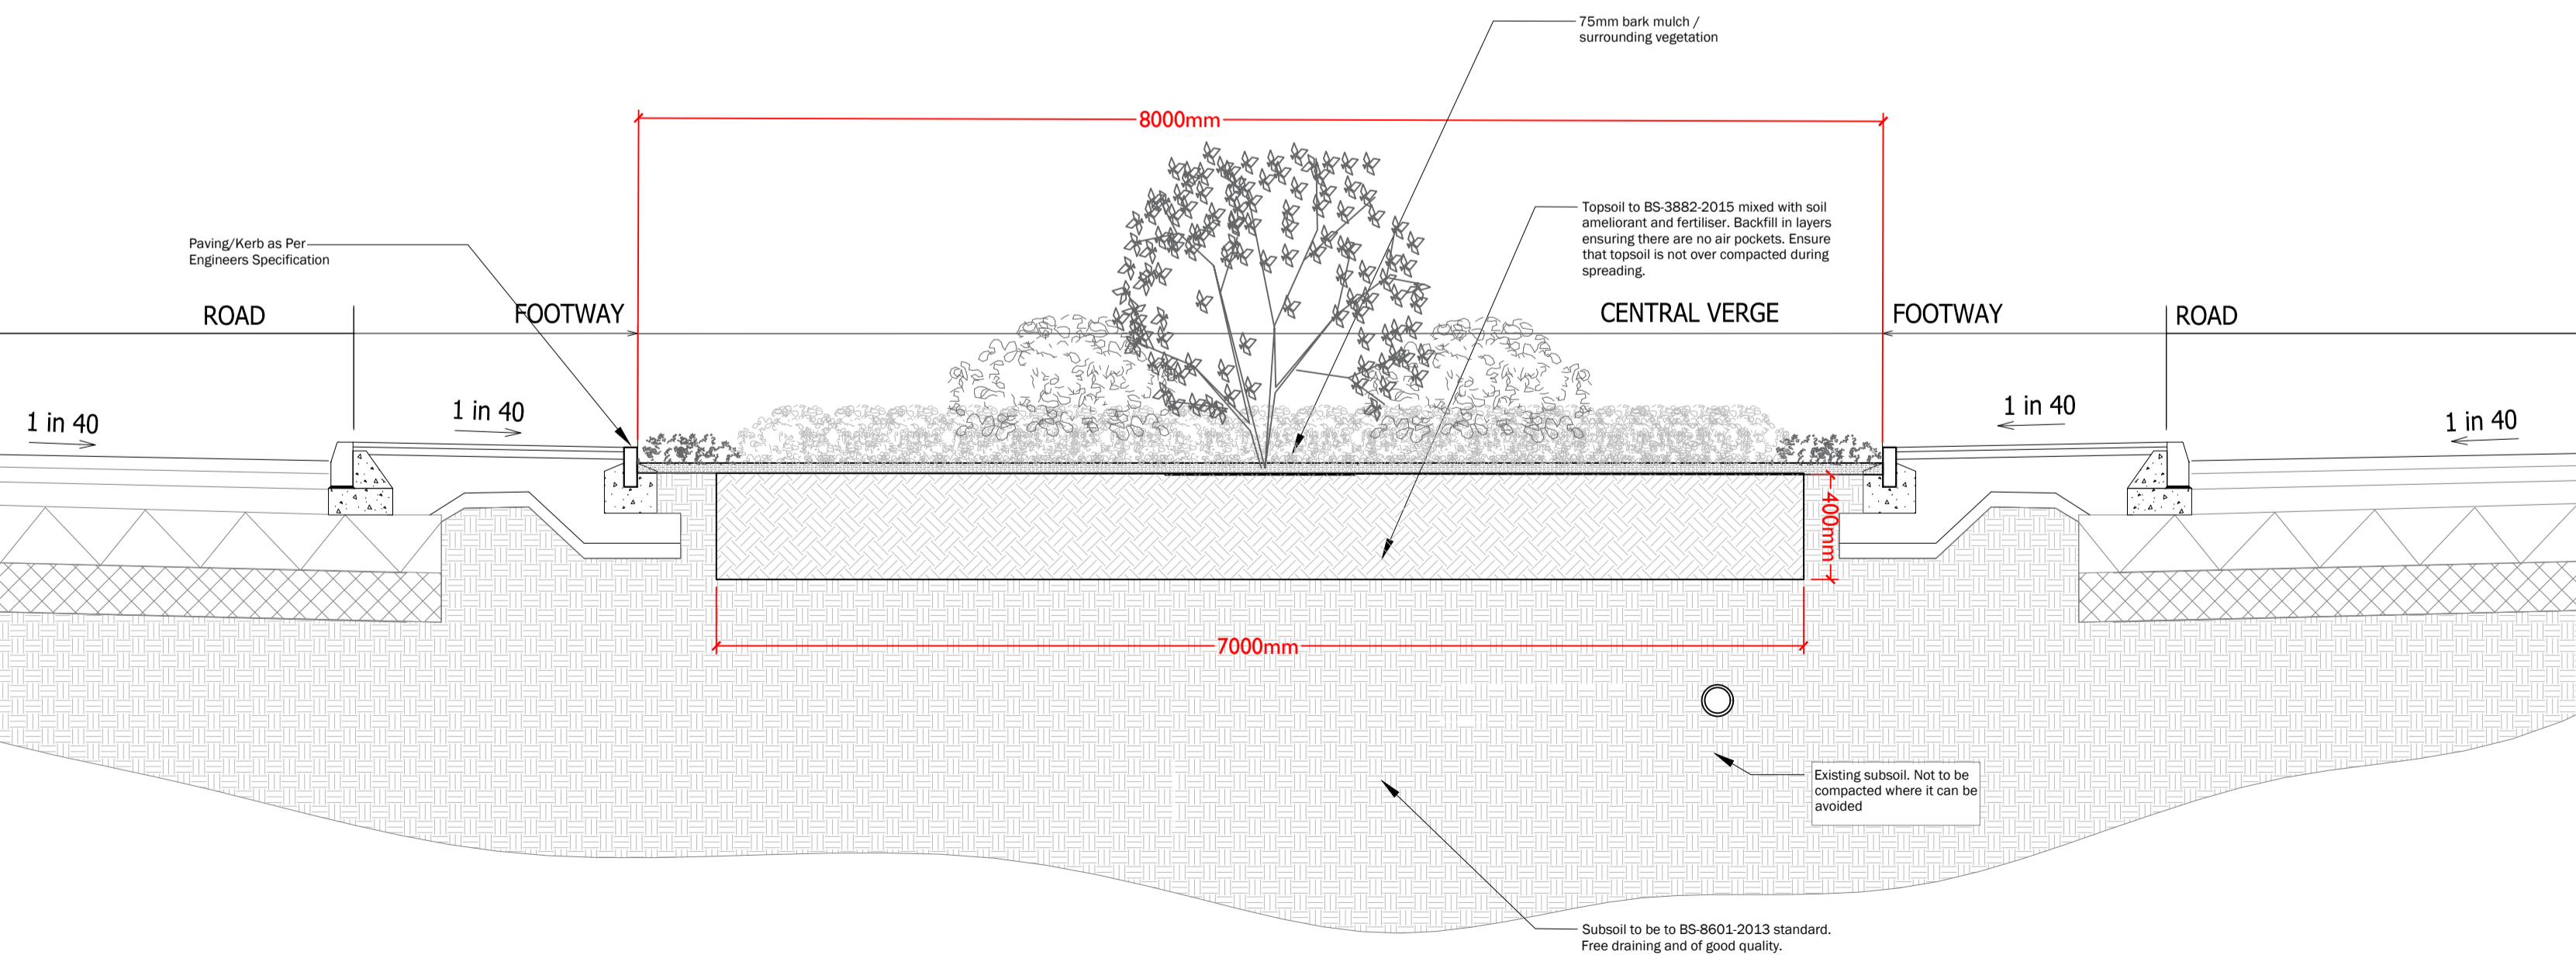 75mm bark mulch /
surrounding vegetation
8000mm
Topsoil to BS-3882-2015 mixed with soil
ameliorant and fertiliser. Backfill in layers
ensuring there are no air pockets. Ensure
that topsoil is not over compacted during
spreading.
Paving/Kerb as Per
Engineers Specification
ROAD
FOOTWAY
CENTRAL VERGE
FOOTWAY
ROAD
1 in 40
1 in 40
1 in 40
1 in 40
400mm
7000mm
Existing subsoil. Not to be
compacted where it can be
avoided
Subsoil to be to BS-8601-2013 standard.
Free draining and of good quality.